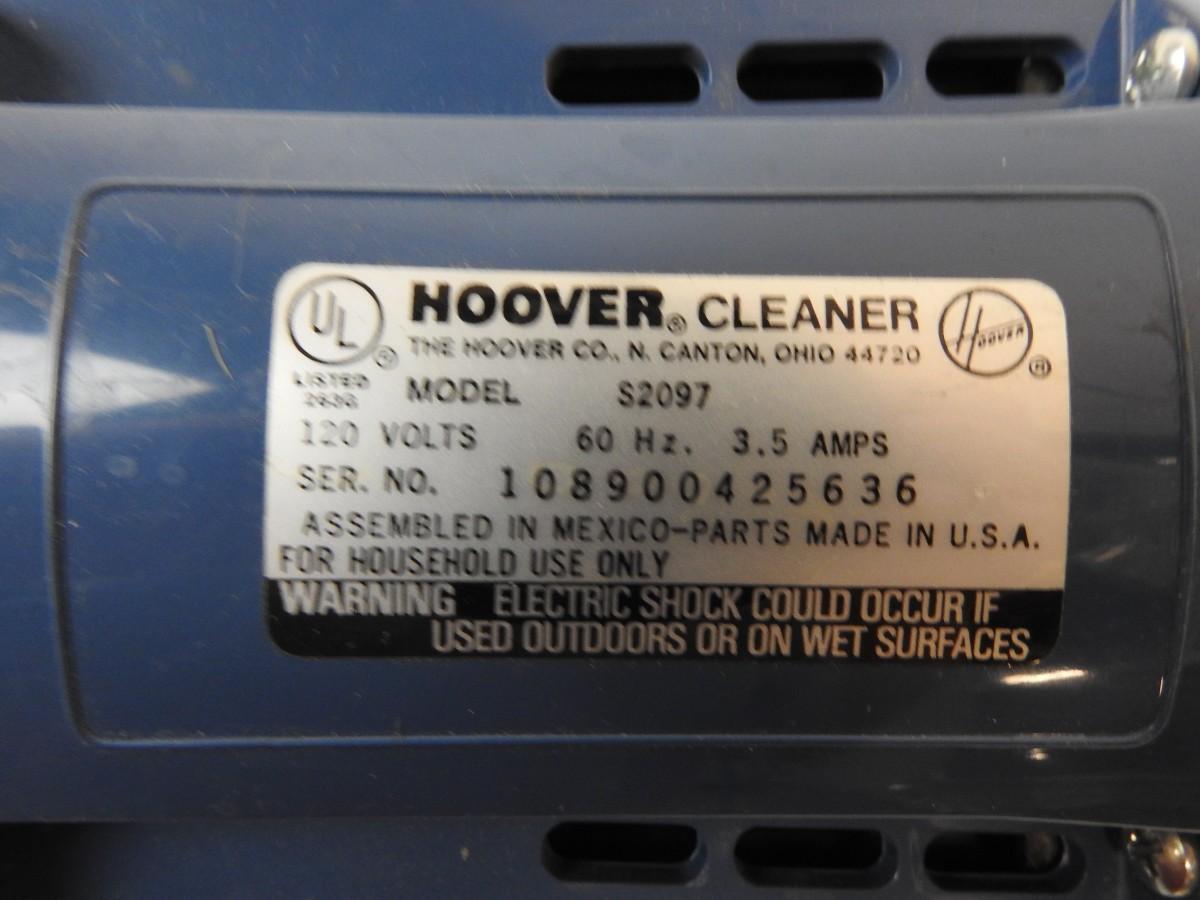 UL ®
HOOVER® CLEANER
Hoover ®
THE HOOVER CO., N. CANTON, OHIO 44720
LISTED
MODEL S2097
120 VOLTS 60 Hz. 3.5 AMPS
SER. NO. 108900425636
ASSEMBLED IN MEXICO-PARTS MADE IN U.S.A.
FOR HOUSEHOLD USE ONLY
WARNING ELECTRIC SHOCK COULD OCCUR IF
USED OUTDOORS OR ON WET SURFACES